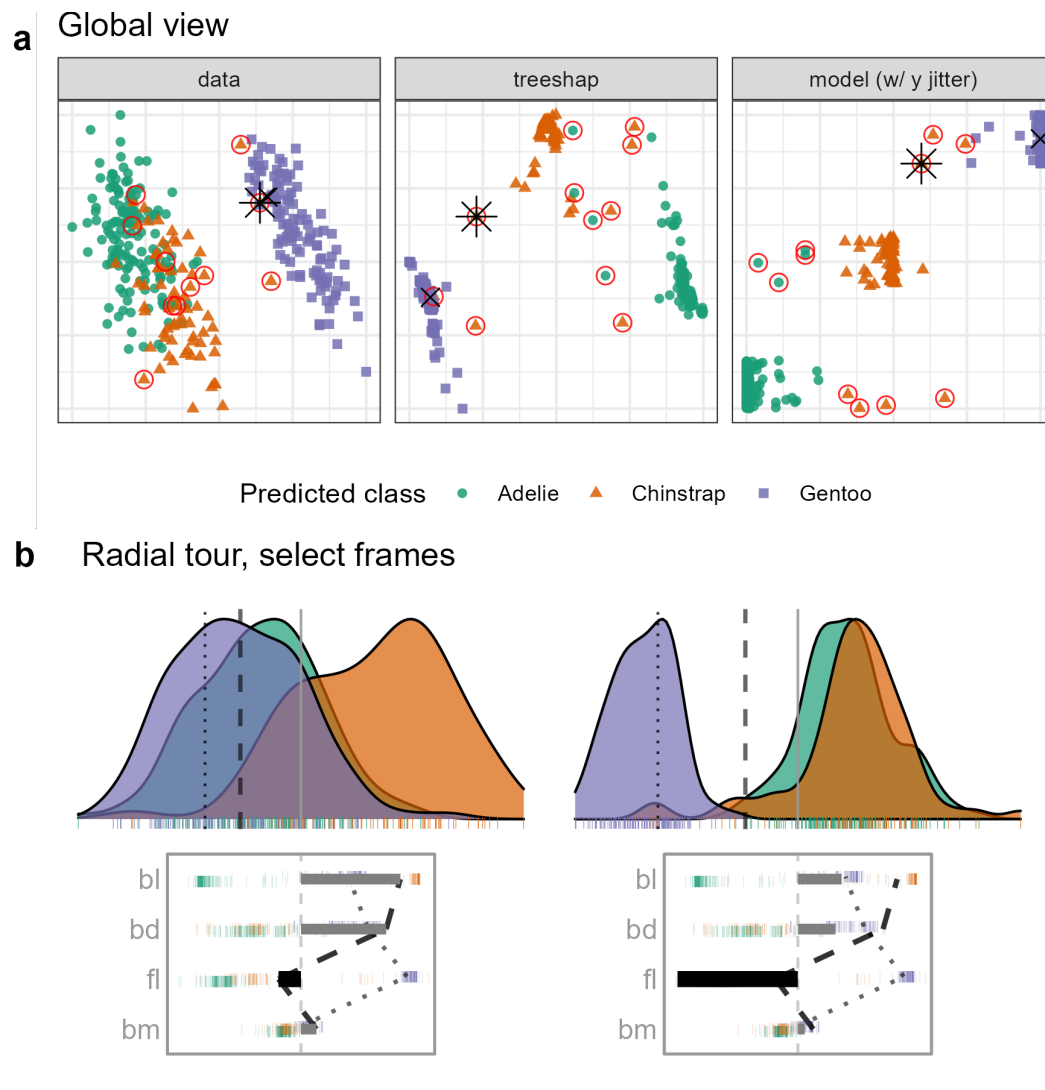 a Global view
data treeshap model (w/ y jitter)
Predicted class Adelie Chinstrap Gentoo
b Radial tour, select frames
bl bl
bd bd
fl fl
bm bm